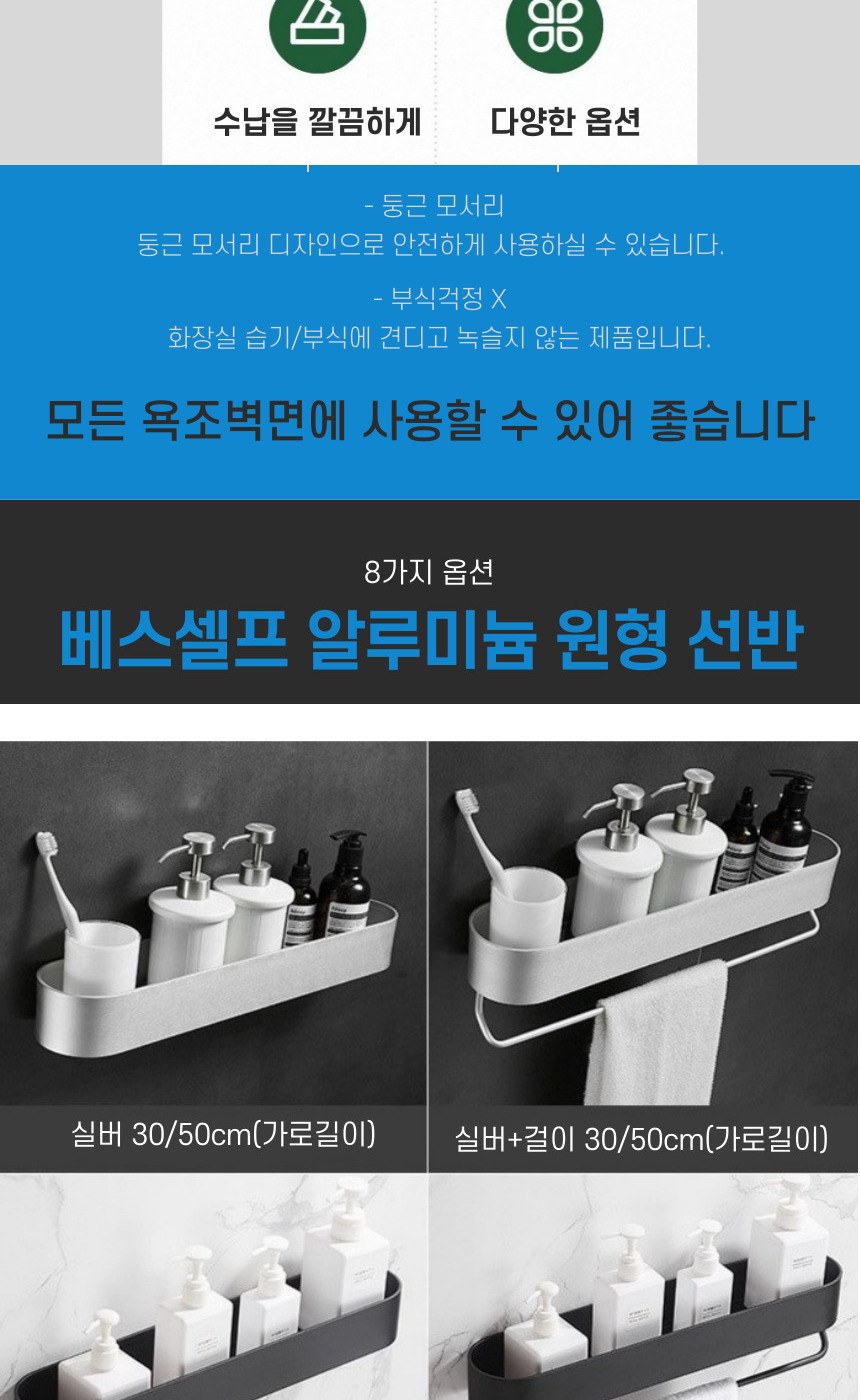 수납을 깔끔하게
다양한 옵션
- 둥근 모서리
둥근 모서리 디자인으로 안전하게 사용하실 수 있습니다.
- 부식걱정 X
화장실 습기/부식에 견디고 녹슬지 않는 제품입니다.
모든 욕조벽면에 사용할 수 있어 좋습니다
8가지 옵션
베스셀프 알루미늄 원형 선반
실버 30/50cm(가로길이)
실버+걸이 30/50cm(가로길이)